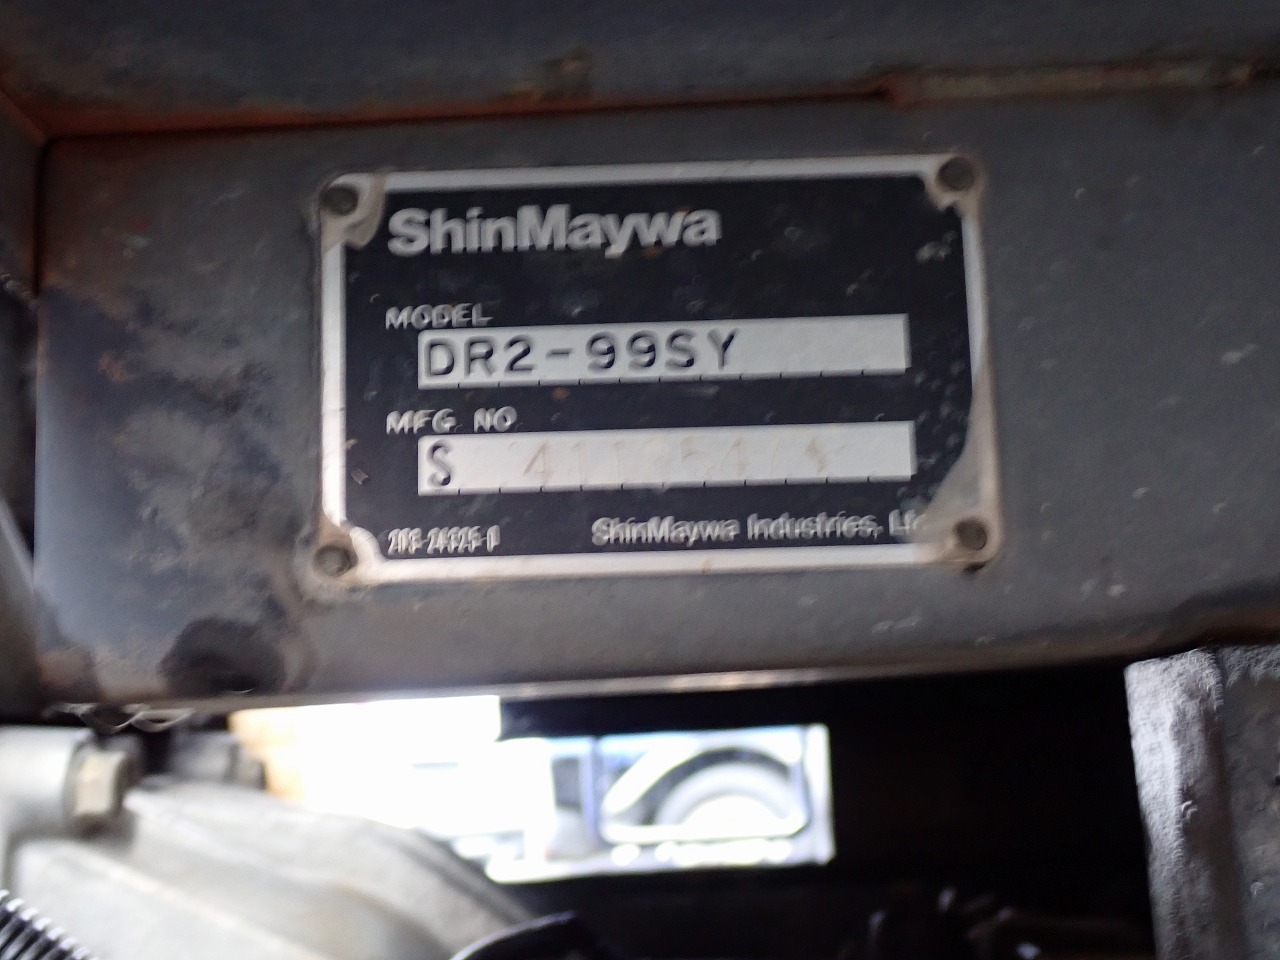 ShinMaywa
MODEL
DR2-99SY
MFG NO
S
ShinMaywa Industries,